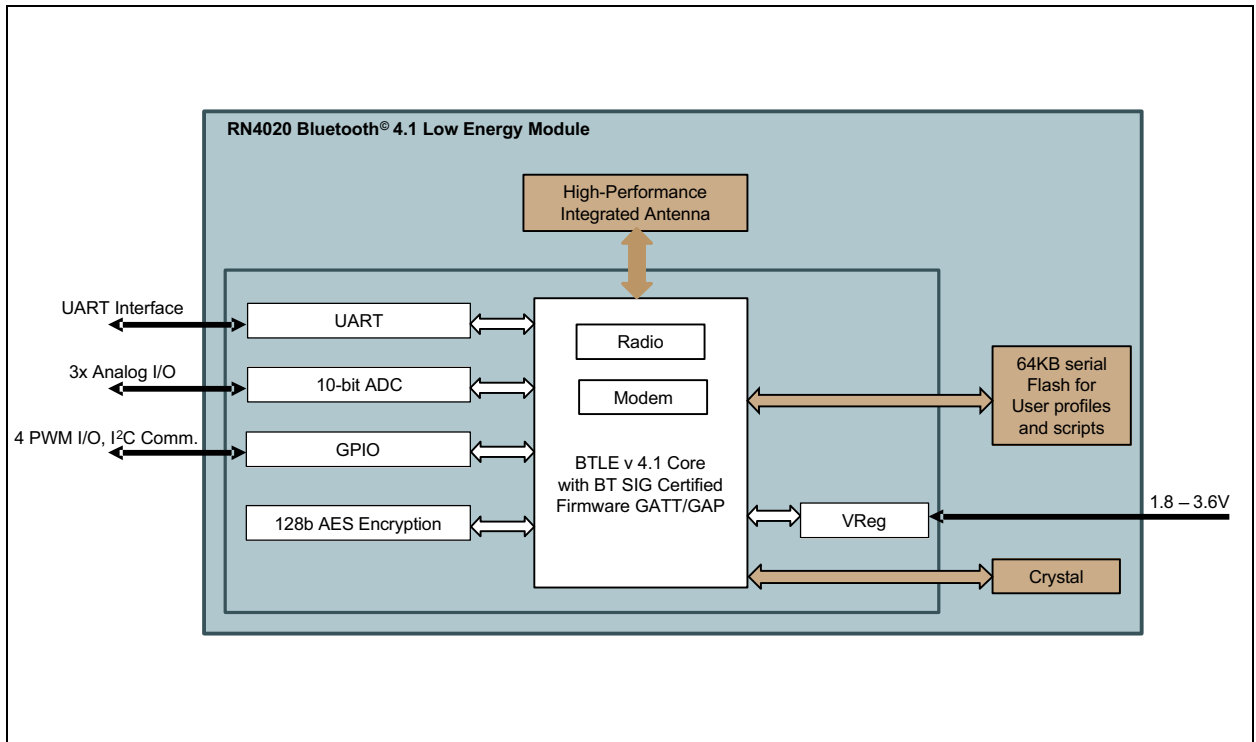 RN4020 Bluetooth© 4.1 Low Energy Module
High-Performance
Integrated Antenna
UART Interface
UART
Radio
3x Analog I/O
10-bit ADC
Modem
64KB serial
Flash for
User profiles
and scripts
4 PWM I/O, I²C Comm.
GPIO
BTLE v 4.1 Core
with BT SIG Certified
Firmware GATT/GAP
128b AES Encryption
VReg
1.8 – 3.6V
Crystal